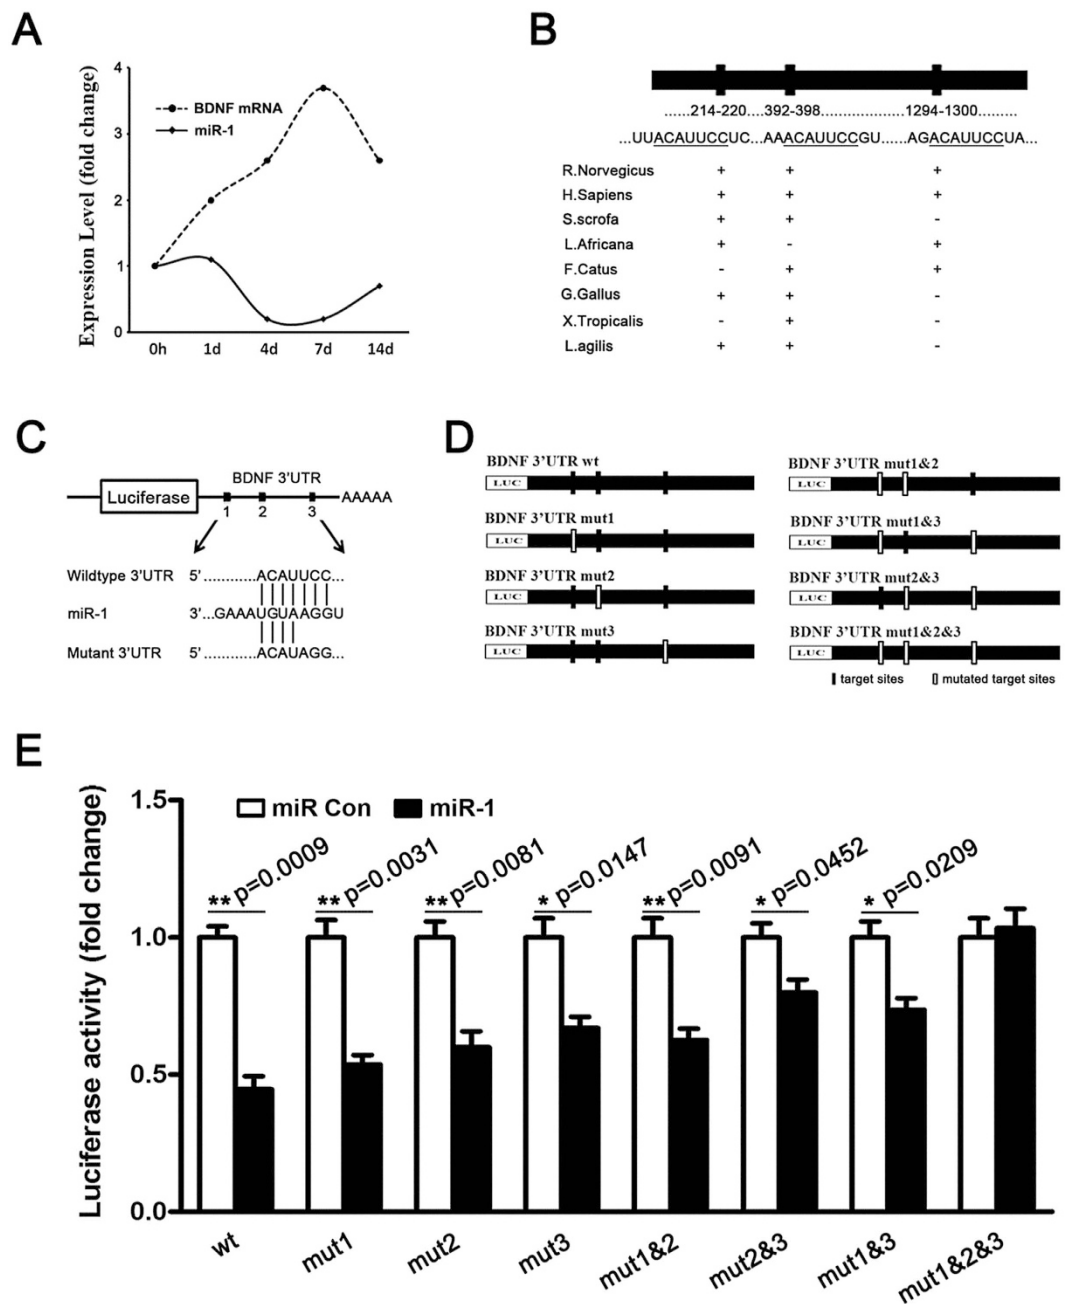 A
Expression Level (fold change)
4
3
2
1
0
BDNF mRNA
miR-1
0h 1d 4d 7d 14d
B
......214-220....392-398....................1294-1300.........
...UUACAUUCCUC...AAACAUUCCGU......AGACAUUCCUA...
R.Norvegicus + + +
H.Sapiens + + +
S.scrofa + + -
L.Africana + - +
F.Catus - + +
G.Gallus + + -
X.Tropicalis - + -
L.agilis + + -
C
BDNF 3'UTR
Luciferase
AAAAA
1 2 3
Wildtype 3'UTR 5'............ACAUUCC...
miR-1 3'...GAAAUGUAAGGU
Mutant 3'UTR 5'............ACAUAGG...
D
BDNF 3'UTR wt
LUC
BDNF 3'UTR mut1
LUC
BDNF 3'UTR mut2
LUC
BDNF 3'UTR mut3
LUC
BDNF 3'UTR mut1&2
LUC
BDNF 3'UTR mut1&3
LUC
BDNF 3'UTR mut2&3
LUC
BDNF 3'UTR mut1&2&3
LUC
target sites mutated target sites
E
Luciferase activity (fold change)
1.5
1.0
0.5
0.0
miR Con miR-1
** p=0.0009
** p=0.0031
** p=0.0081
* p=0.0147
** p=0.0091
* p=0.0452
* p=0.0209
wt mut1 mut2 mut3 mut1&2 mut2&3 mut1&3 mut1&2&3